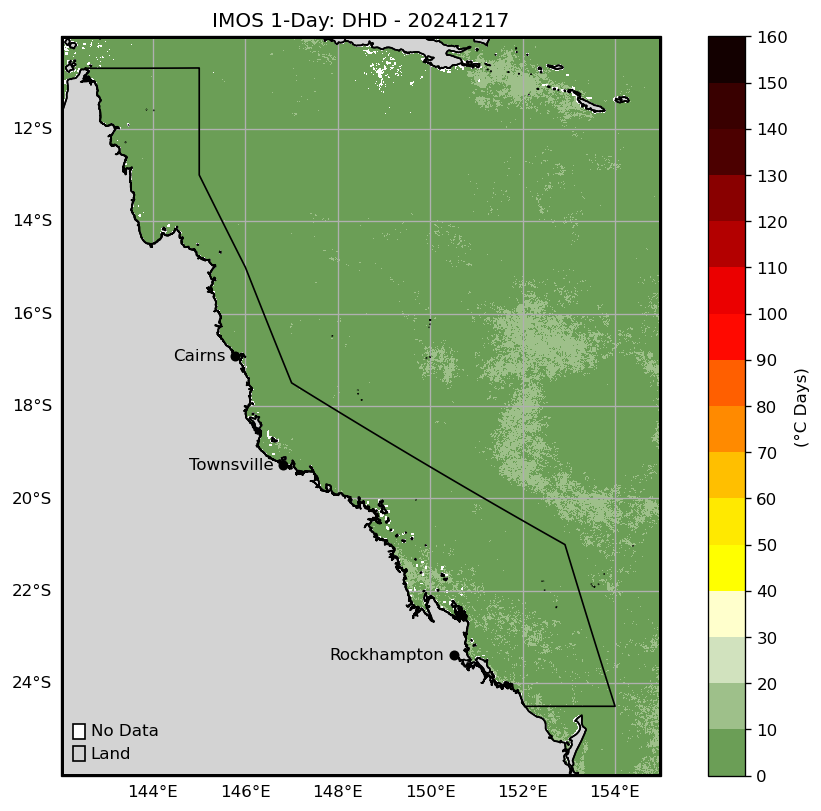 IMOS 1-Day: DHD - 20241217
12°S
14°S
16°S
18°S
20°S
22°S
24°S
Cairns
Townsville
Rockhampton
No Data
Land
144°E 146°E 148°E 150°E 152°E 154°E
160
150
140
130
120
110
100
90
80
70
60
50
40
30
20
10
0
(°C Days)